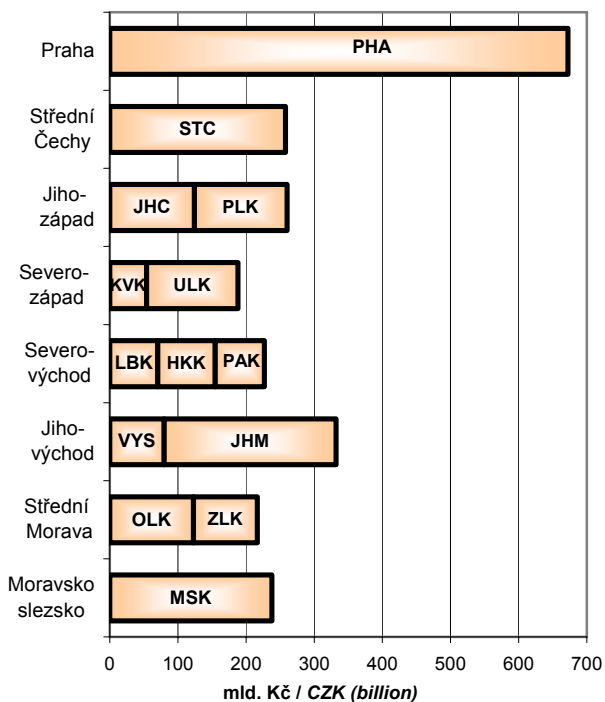 Praha
PHA
Střední
Čechy
STC
Jiho-
západ
JHC PLK
Severo-
západ
KVK ULK
Severo-
východ
LBK HKK PAK
Jiho-
východ
VYS JHM
Střední
Morava
OLK ZLK
Moravsko
slezsko
MSK
0 100 200 300 400 500 600 700
mld. Kč / CZK (billion)